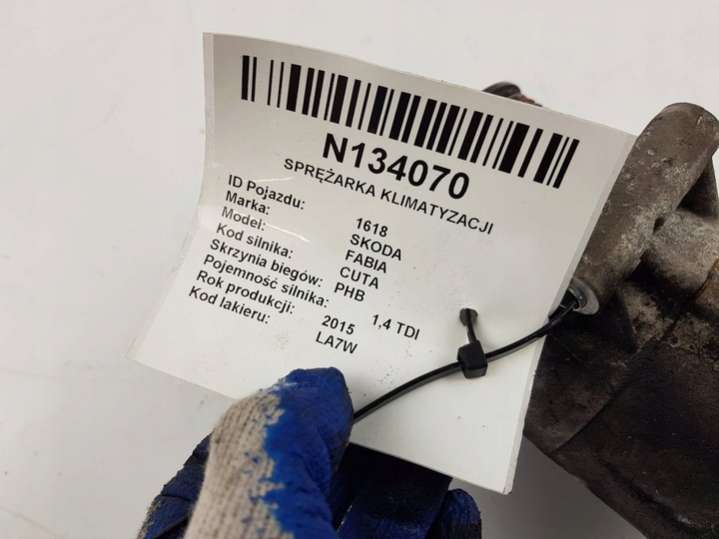 N134070
SPRĘŻARKA KLIMATYZACJI
ID Pojazdu: 1618
Marka: SKODA
Model: FABIA
Kod silnika: CUTA
Skrzynia biegów: PHB
Pojemność silnika: 1,4 TDI
Rok produkcji: 2015
Kod lakieru: LA7W